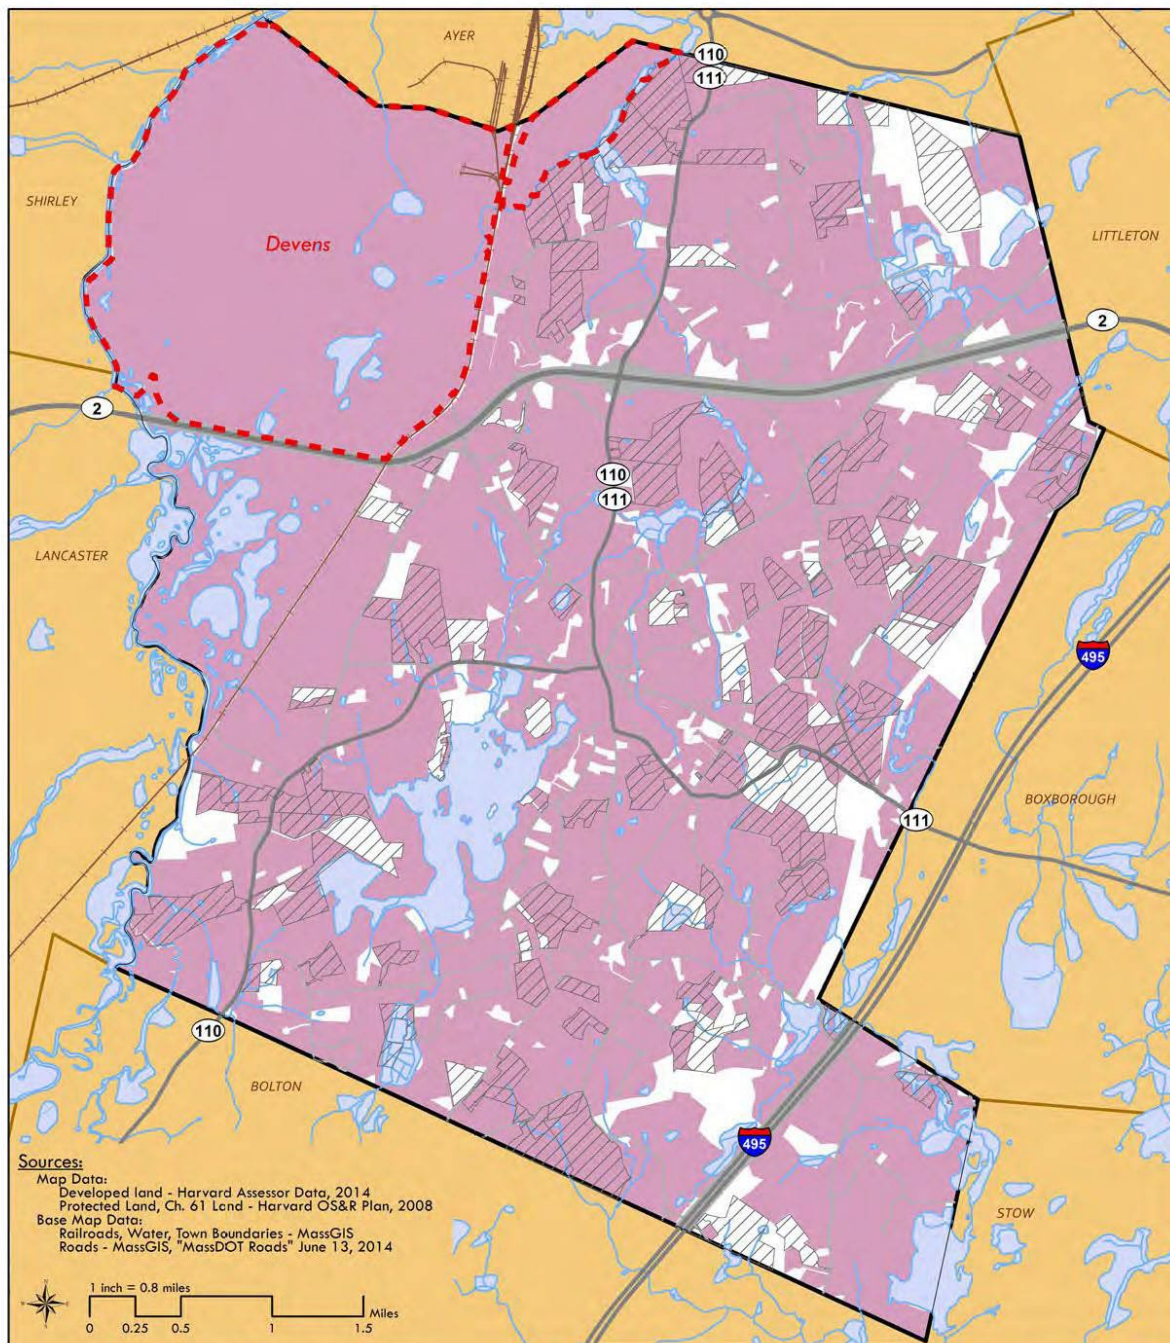 AYER
110
111
SHIRLEY
Devens
LITTLETON
2
2
110
111
LANCASTER
495
BOXBOROUGH
111
110
BOLTON
495
STOW
Sources:
Map Data:
Developed land - Harvard Assessor Data, 2014
Protected Land, Ch. 61 Land - Harvard OS&R Plan, 2008
Base Map Data:
Railroads, Water, Town Boundaries - MassGIS
Roads - MassGIS, "MassDOT Roads" June 13, 2014
1 inch = 0.8 miles
Miles
0 0.25 0.5 1 1.5